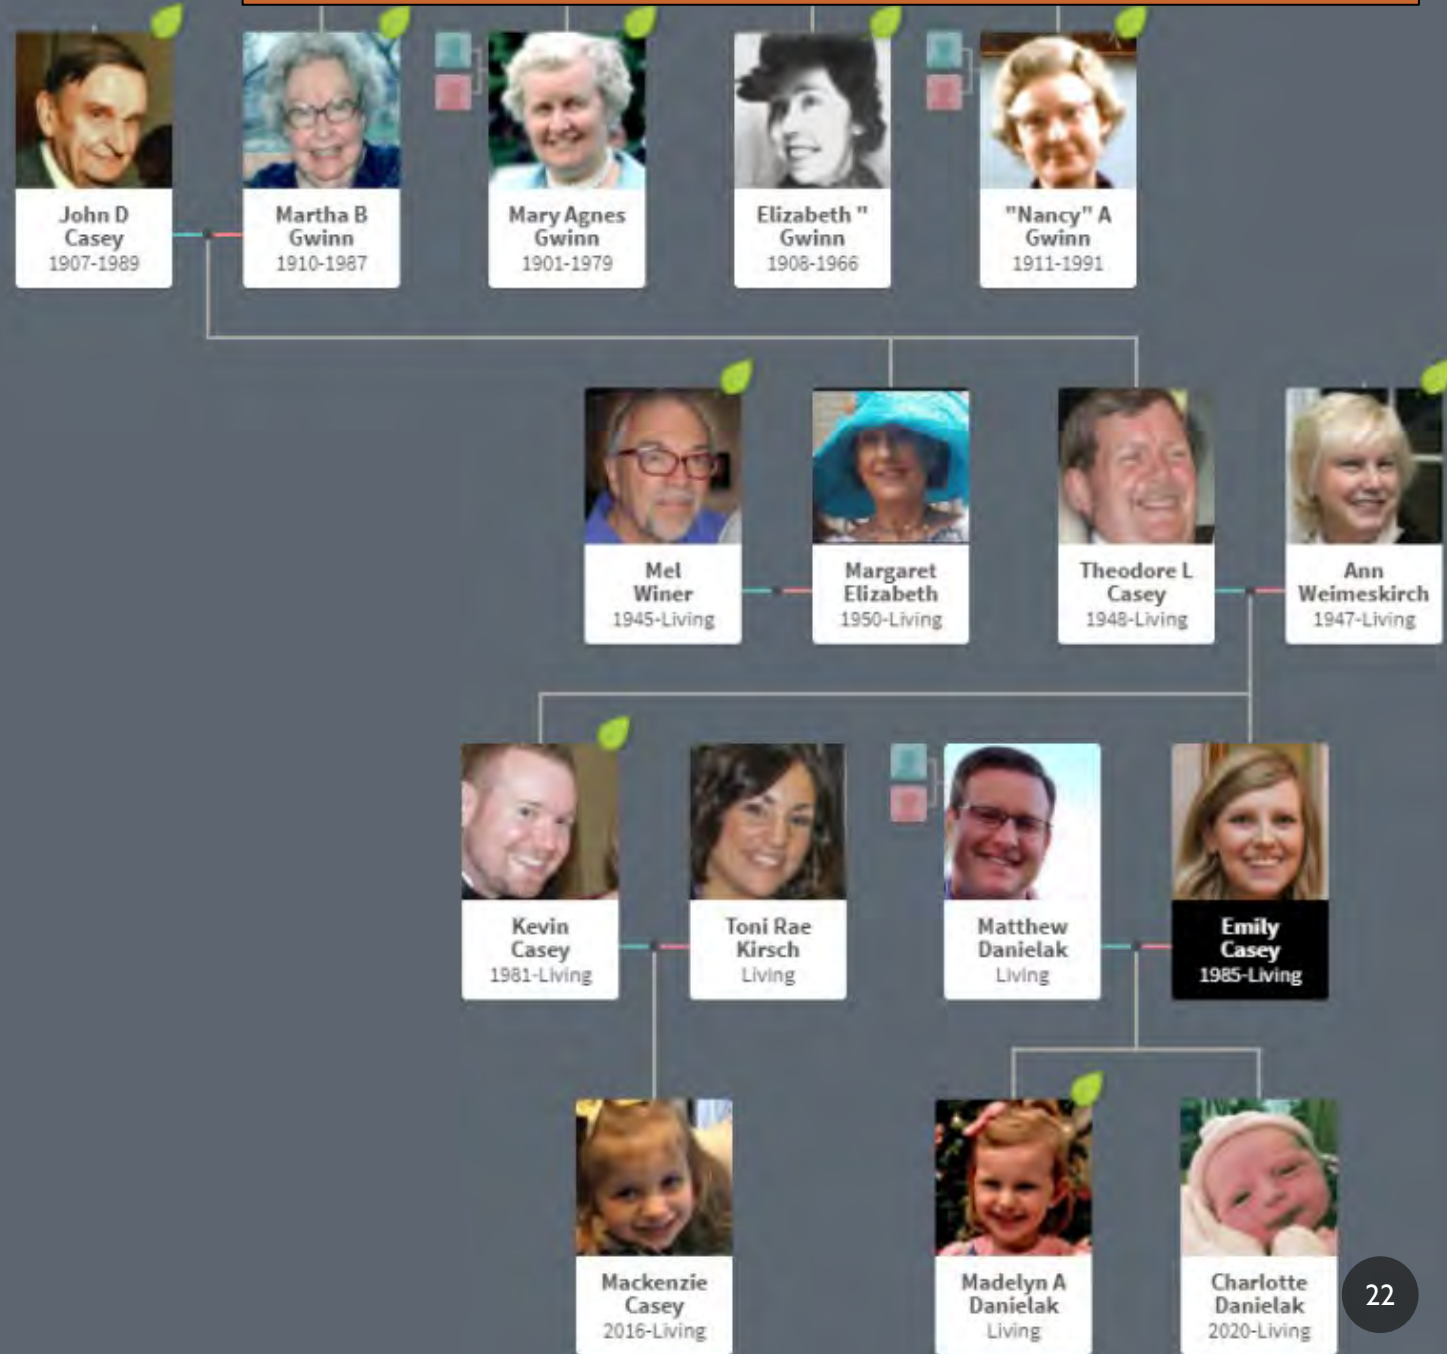 John D
Casey
1907-1989
Martha B
Gwinn
1910-1987
Mary Agnes
Gwinn
1901-1979
Elizabeth "
Gwinn
1908-1966
"Nancy" A
Gwinn
1911-1991
Mel
Winer
1945-Living
Margaret
Elizabeth
1950-Living
Theodore L
Casey
1948-Living
Ann
Weimeskirch
1947-Living
Kevin
Casey
1981-Living
Toni Rae
Kirsch
Living
Matthew
Danielak
Living
Emily
Casey
1985-Living
Mackenzie
Casey
2016-Living
Madelyn A
Danielak
Living
Charlotte
Danielak
2020-Living
22